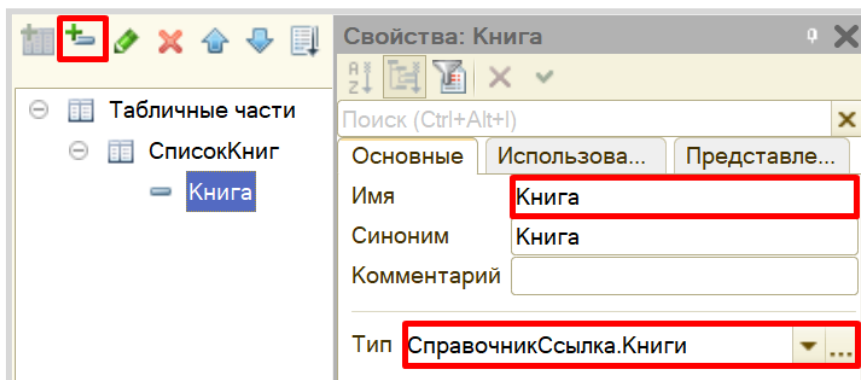 Свойства: Книга
Поиск (Ctrl+Alt+I)
Табличные части
СписокКниг
Книга
Основные Использова... Представле...
Имя Книга
Синоним Книга
Комментарий
Тип СправочникСсылка.Книги